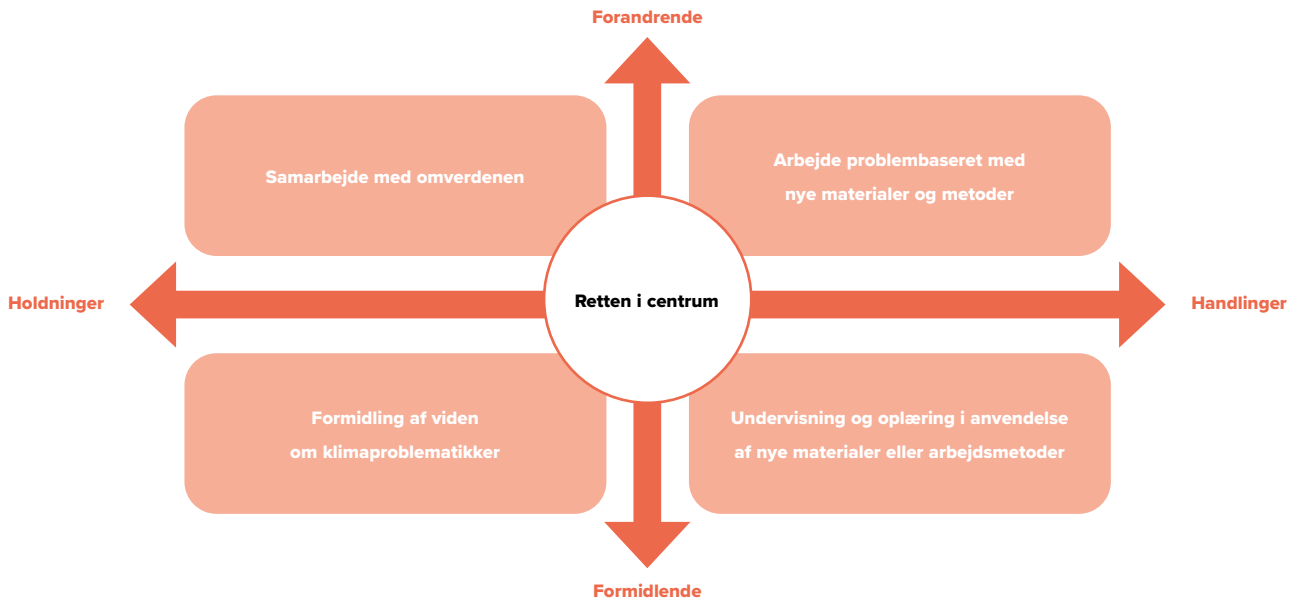 Forandrende
Samarbejde med omverdenen
Arbejde problembaseret med
nye materialer og metoder
Holdninger
Retten i centrum
Handlinger
Formidling af viden
om klimaproblematikker
Undervisning og oplæring i anvendelse
af nye materialer eller arbejdsmetoder
Formidlende